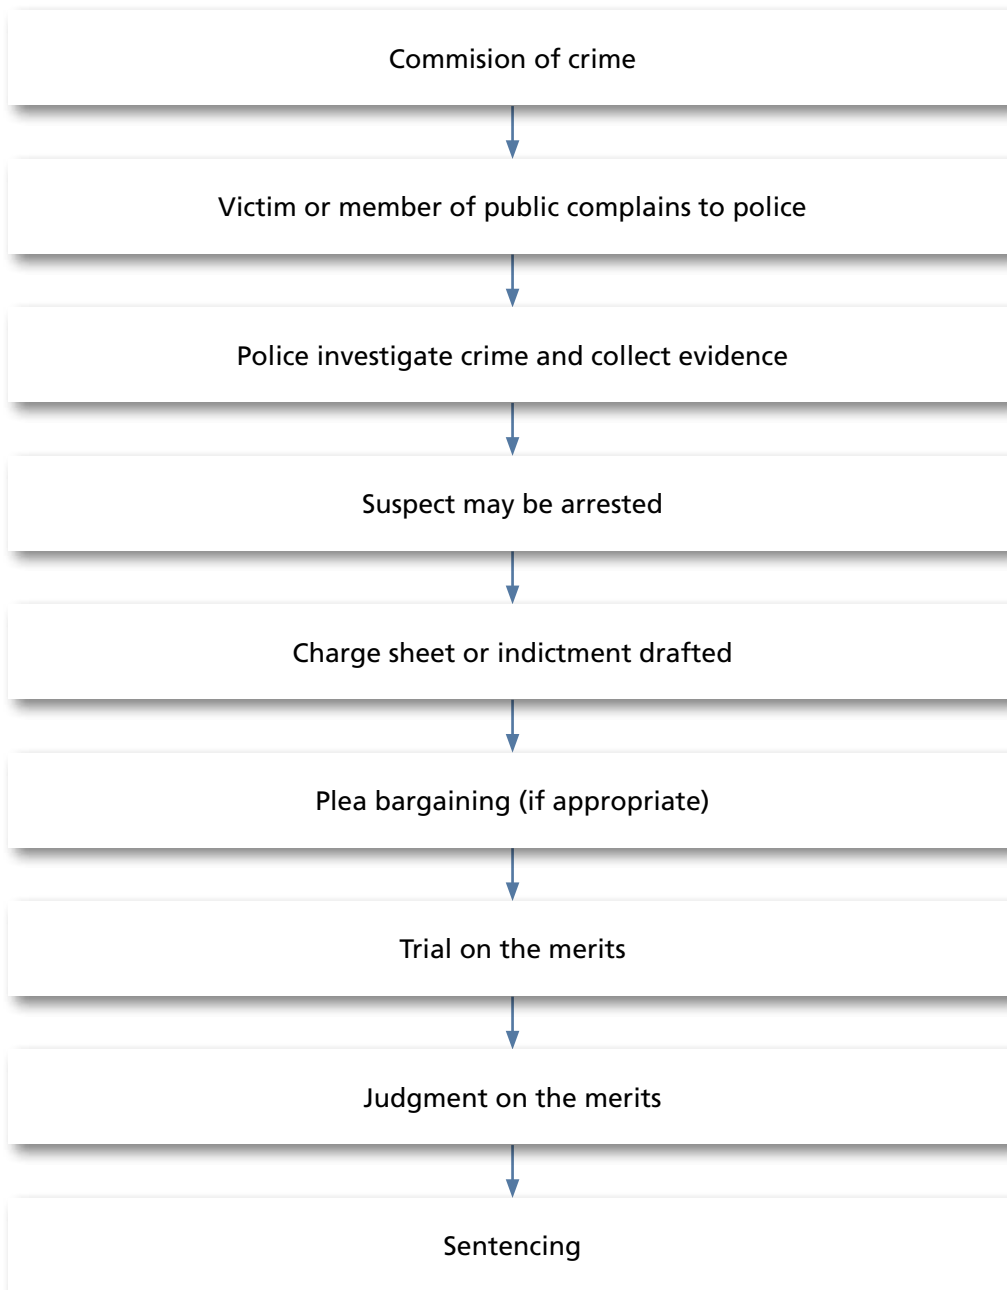 Commision of crime
Victim or member of public complains to police
Police investigate crime and collect evidence
Suspect may be arrested
Charge sheet or indictment drafted
Plea bargaining (if appropriate)
Trial on the merits
Judgment on the merits
Sentencing